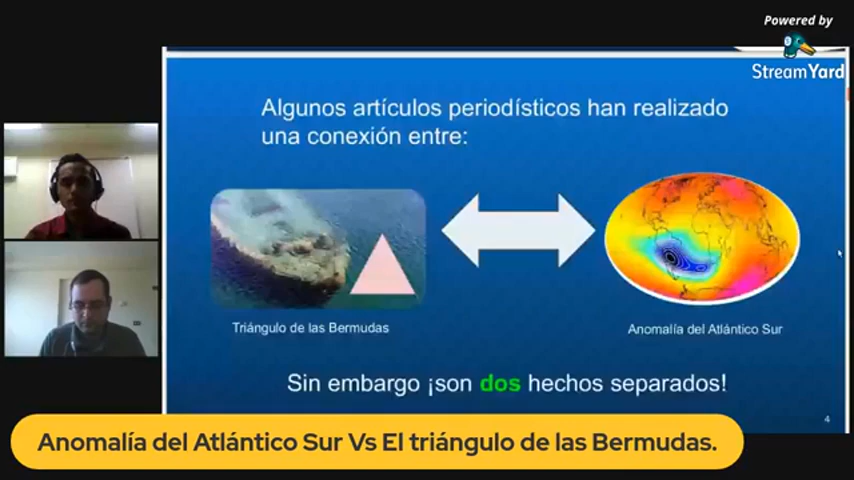 Powered by
StreamYard
Algunos artículos periodísticos han realizado
una conexión entre:
Triángulo de las Bermudas
Anomalía del Atlántico Sur
Sin embargo ¡son dos hechos separados!
4
Anomalía del Atlántico Sur Vs El triángulo de las Bermudas.